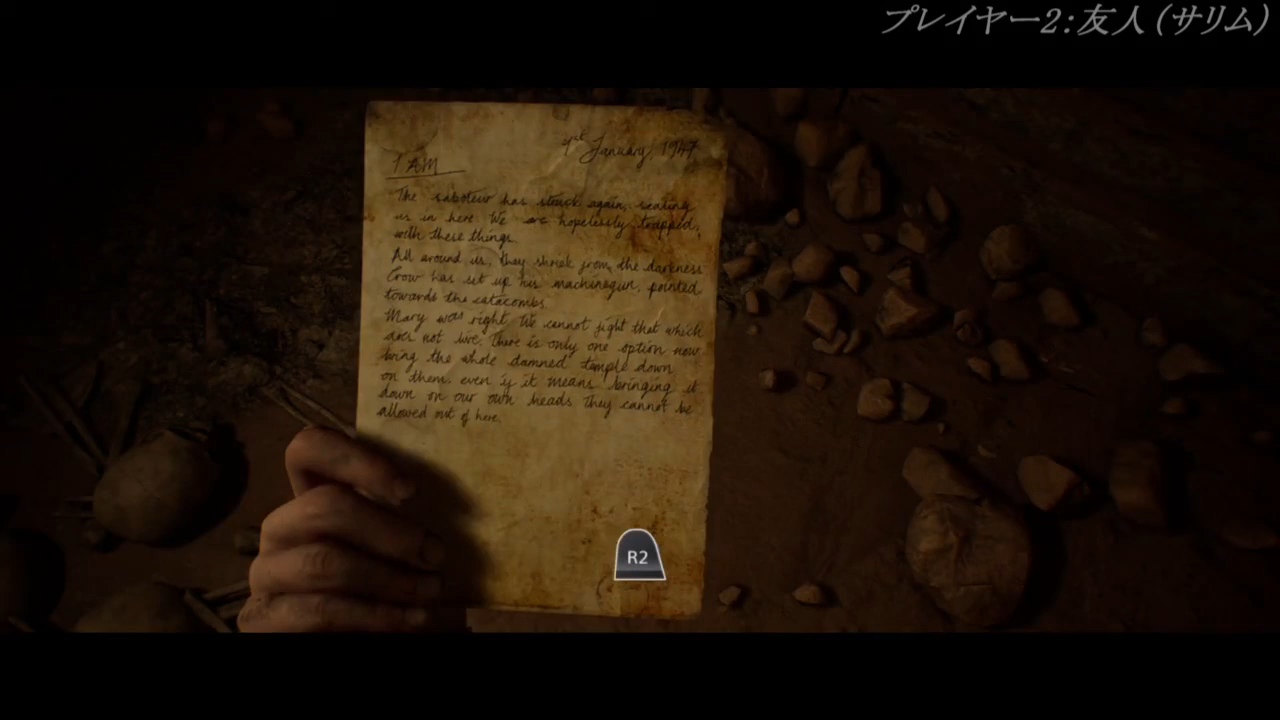 プレイヤー2:友人(サリム)
January 1947
1 AM
The saboteur has struck again, sealing
us in here. We are hopelessly trapped,
with these things.
All around us, they shriek from the darkness
Crow has set up his machinegun, pointed
towards the catacombs.
Mary was right. We cannot fight that which
does not live. There is only one option now
bring the whole damned temple down
on them, even if it means bringing it
down on our own heads. They cannot be
allowed out of here.
R2